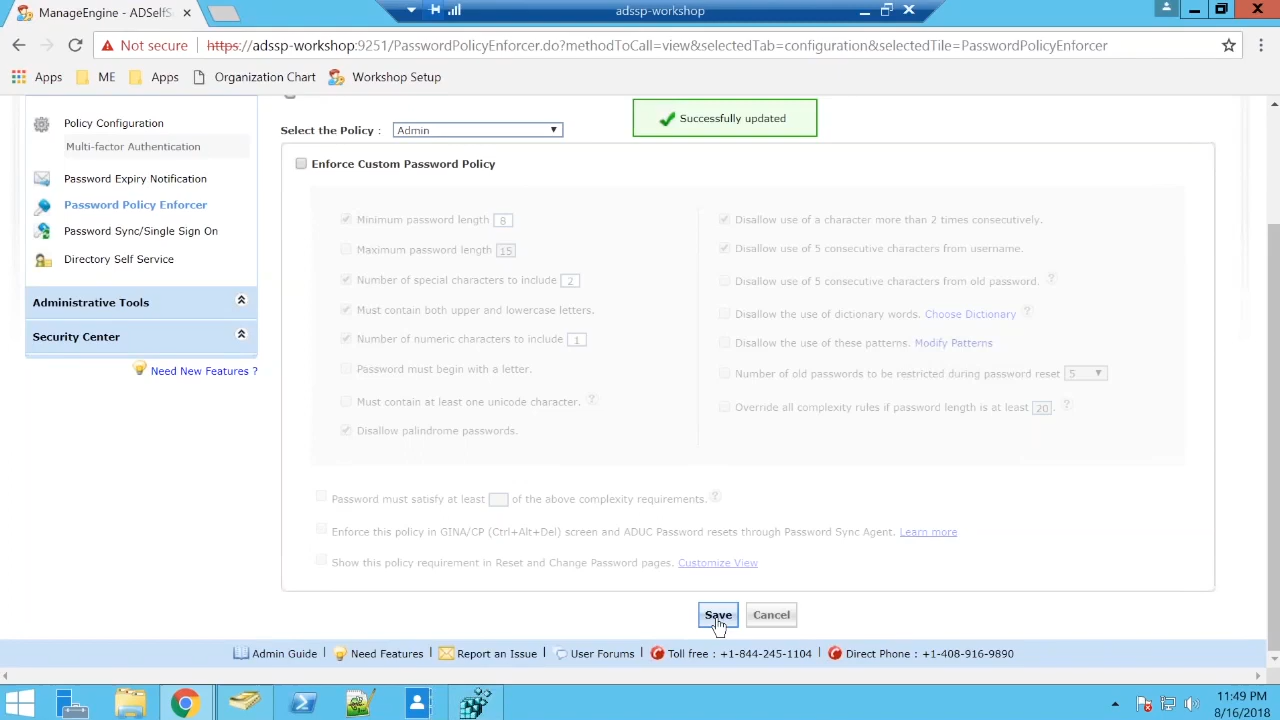 ManageEngine - ADSelfS
adssp-workshop
Not secure https://adssp-workshop:9251/PasswordPolicyEnforcer.do?methodToCall=view&selectedTab=configuration&selectedTile=PasswordPolicyEnforcer
Apps ME Apps Organization Chart Workshop Setup
Policy Configuration
Multi-factor Authentication
Password Expiry Notification
Password Policy Enforcer
Password Sync/Single Sign On
Directory Self Service
Administrative Tools
Security Center
Need New Features ?
Successfully updated
Select the Policy : Admin
Enforce Custom Password Policy
Minimum password length 8
Maximum password length 15
Number of special characters to include 2
Must contain both upper and lowercase letters.
Number of numeric characters to include 1
Password must begin with a letter.
Must contain at least one unicode character. ?
Disallow palindrome passwords.
Disallow use of a character more than 2 times consecutively.
Disallow use of 5 consecutive characters from username.
Disallow use of 5 consecutive characters from old password. ?
Disallow the use of dictionary words. Choose Dictionary ?
Disallow the use of these patterns. Modify Patterns
Number of old passwords to be restricted during password reset 5
Override all complexity rules if password length is at least 20 . ?
Password must satisfy at least of the above complexity requirements. ?
Enforce this policy in GINA/CP (Ctrl+Alt+Del) screen and ADUC Password resets through Password Sync Agent. Learn more
Show this policy requirement in Reset and Change Password pages. Customize View
Save Cancel
Admin Guide | Need Features | Report an Issue | User Forums | Toll free : +1-844-245-1104 | Direct Phone : +1-408-916-9890
11:49 PM
8/16/2018